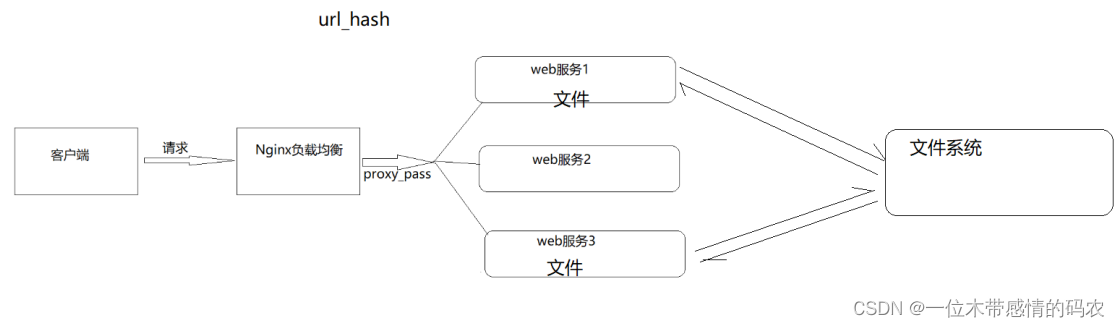 url_hash
web服务1
文件
客户端
请求
Nginx负载均衡
proxy_pass
web服务2
web服务3
文件
文件系统
CSDN @一位木带感情的码农